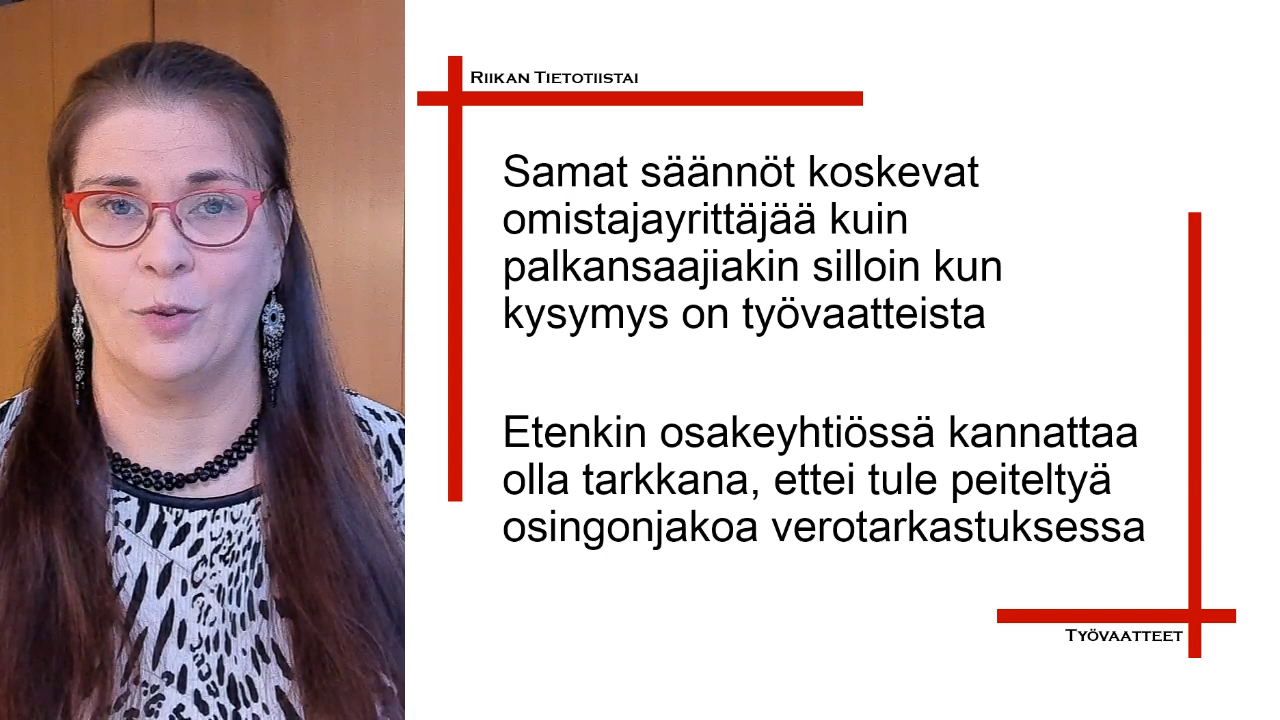 Riikan Tietotiistai
Samat säännöt koskevat
omistajayrittäjää kuin
palkansaajiakin silloin kun
kysymys on työvaatteista
Etenkin osakeyhtiössä kannattaa
olla tarkkana, ettei tule peiteltyä
osingonjakoa verotarkastuksessa
Työvaatteet